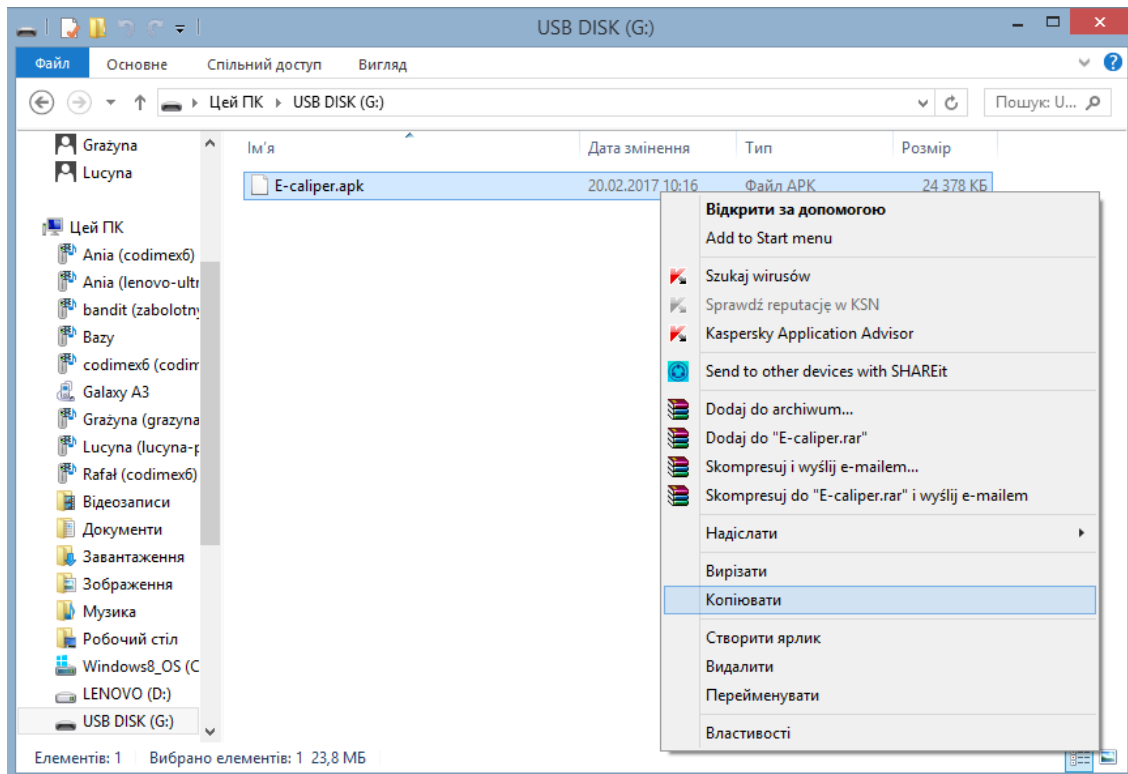 USB DISK (G:)
Файл Основне Спільний доступ Вигляд
Цей ПК USB DISK (G:) Пошук: U...
Grażyna
Lucyna
Цей ПК
Ania (codimex6)
Ania (lenovo-ultr
bandit (zabolotny
Bazy
codimex6 (codim
Galaxy A3
Grażyna (grazyna
Lucyna (lucyna-p
Rafał (codimex6)
Відеозаписи
Документи
Завантаження
Зображення
Музика
Робочий стіл
Windows8_OS (C
LENOVO (D:)
USB DISK (G:)
Ім'я Дата змінення Тип Розмір
E-caliper.apk 20.02.2017 10:16 Файл APK 24 378 КБ
Відкрити за допомогою
Add to Start menu
Szukaj wirusów
Sprawdź reputację w KSN
Kaspersky Application Advisor
Send to other devices with SHAREit
Dodaj do archiwum...
Dodaj do "E-caliper.rar"
Skompresuj i wyślij e-mailem...
Skompresuj do "E-caliper.rar" i wyślij e-mailem
Надіслати
Вирізати
Копіювати
Створити ярлик
Видалити
Перейменувати
Властивості
Елементів: 1 Вибрано елементів: 1 23,8 МБ